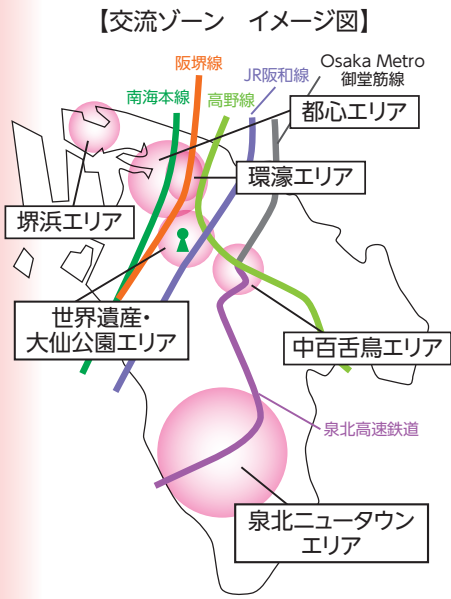 【交流ゾーン　イメージ図】
阪堺線
Osaka Metro
御堂筋線
JR阪和線
南海本線
高野線
都心エリア
環濠エリア
堺浜エリア
世界遺産・
大仙公園エリア
中百舌鳥エリア
泉北高速鉄道
泉北ニュータウン
エリア